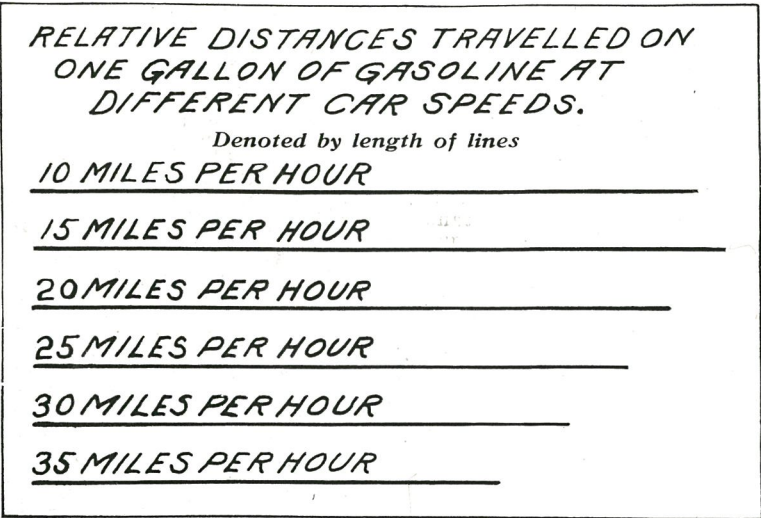 RELATIVE DISTANCES TRAVELLED ON
ONE GALLON OF GASOLINE AT
DIFFERENT CAR SPEEDS.
Denoted by length of lines
10 MILES PER HOUR
15 MILES PER HOUR
20 MILES PER HOUR
25 MILES PER HOUR
30 MILES PER HOUR
35 MILES PER HOUR